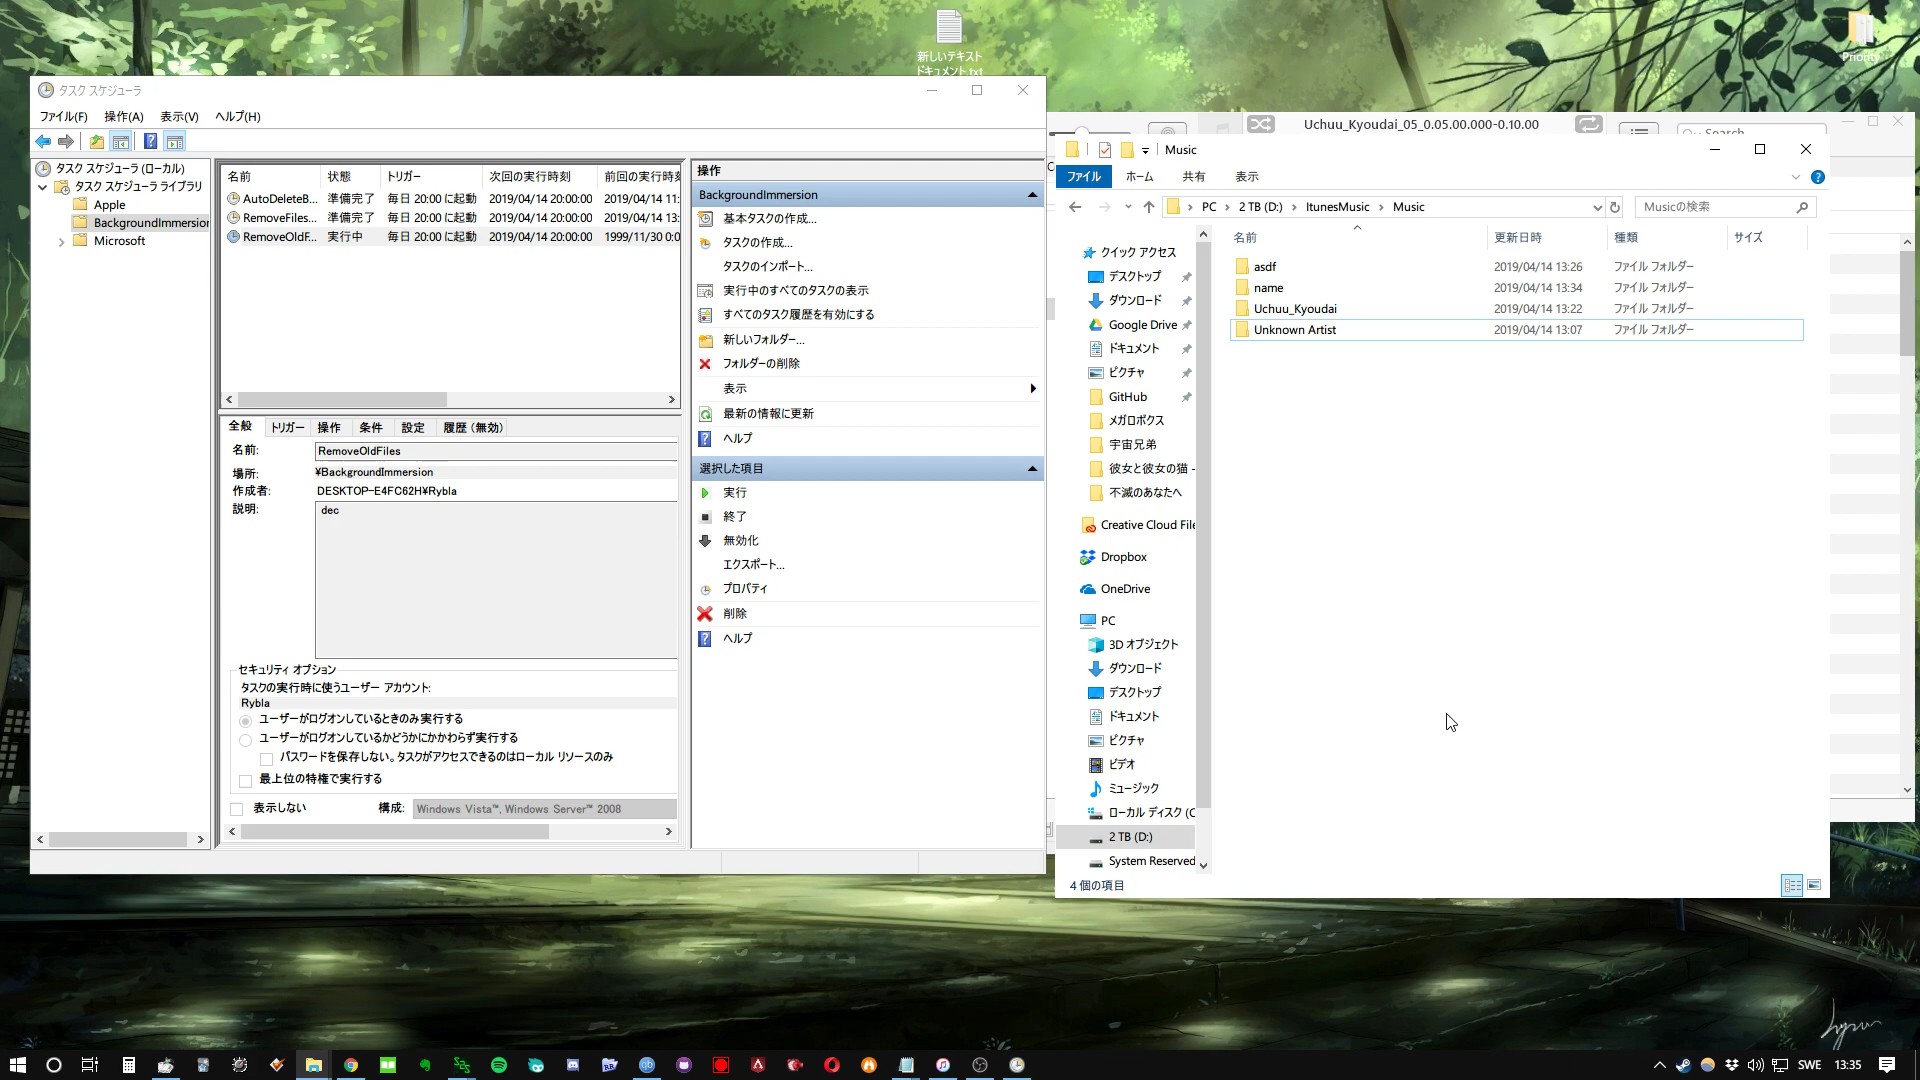 新しいテキスト
ドキュメント.txt
Priority
タスク スケジューラ
ファイル(F) 操作(A) 表示(V) ヘルプ(H)
タスク スケジューラ (ローカル)
タスク スケジューラ ライブラリ
Apple
BackgroundImmersion
Microsoft
名前 状態 トリガー 次回の実行時刻 前回の実行時刻
AutoDeleteB... 準備完了 毎日 20:00 に起動 2019/04/14 20:00:00 2019/04/14 11:
RemoveFiles... 準備完了 毎日 20:00 に起動 2019/04/14 20:00:00 2019/04/14 13:
RemoveOldF... 実行中 毎日 20:00 に起動 2019/04/14 20:00:00 1999/11/30 0:0
全般 トリガー 操作 条件 設定 履歴 (無効)
名前: RemoveOldFiles
場所: ¥BackgroundImmersion
作成者: DESKTOP-E4FC62H¥Rybla
説明: dec
セキュリティ オプション
タスクの実行時に使うユーザー アカウント:
Rybla
ユーザーがログオンしているときのみ実行する
ユーザーがログオンしているかどうかにかかわらず実行する
パスワードを保存しない。タスクがアクセスできるのはローカル リソースのみ
最上位の特権で実行する
表示しない 構成: Windows Vista™, Windows Server™ 2008
操作
BackgroundImmersion
基本タスクの作成...
タスクの作成...
タスクのインポート...
実行中のすべてのタスクの表示
すべてのタスク履歴を有効にする
新しいフォルダー...
フォルダーの削除
表示
最新の情報に更新
ヘルプ
選択した項目
実行
終了
無効化
エクスポート...
プロパティ
削除
ヘルプ
Uchuu_Kyoudai_05_0.05.00.000-0.10.00
Search
Music
ファイル ホーム 共有 表示
PC 2 TB (D:) ItunesMusic Music
Musicの検索
クイック アクセス
デスクトップ
ダウンロード
Google Drive
ドキュメント
ピクチャ
GitHub
メガロボクス
宇宙兄弟
彼女と彼女の猫 -
不滅のあなたへ
Creative Cloud File
Dropbox
OneDrive
PC
3D オブジェクト
ダウンロード
デスクトップ
ドキュメント
ピクチャ
ビデオ
ミュージック
ローカル ディスク (C
2 TB (D:)
System Reserved
名前 更新日時 種類 サイズ
asdf 2019/04/14 13:26 ファイル フォルダー
name 2019/04/14 13:34 ファイル フォルダー
Uchuu_Kyoudai 2019/04/14 13:22 ファイル フォルダー
Unknown Artist 2019/04/14 13:07 ファイル フォルダー
4 個の項目
SWE 13:35